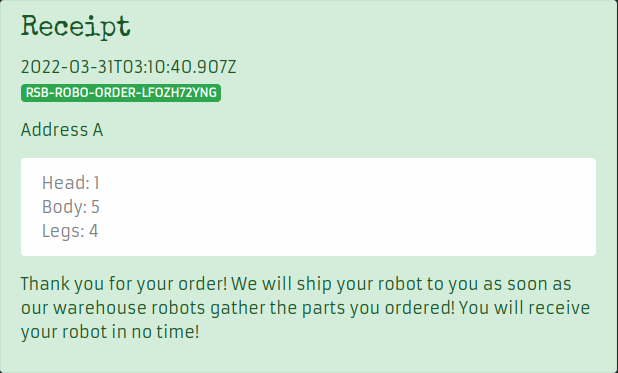 Receipt
2022-03-31T03:10:40.907Z
RSB-ROBO-ORDER-LFOZH72YNG
Address A
Head: 1
Body: 5
Legs: 4
Thank you for your order! We will ship your robot to you as soon as
our warehouse robots gather the parts you ordered! You will receive
your robot in no time!